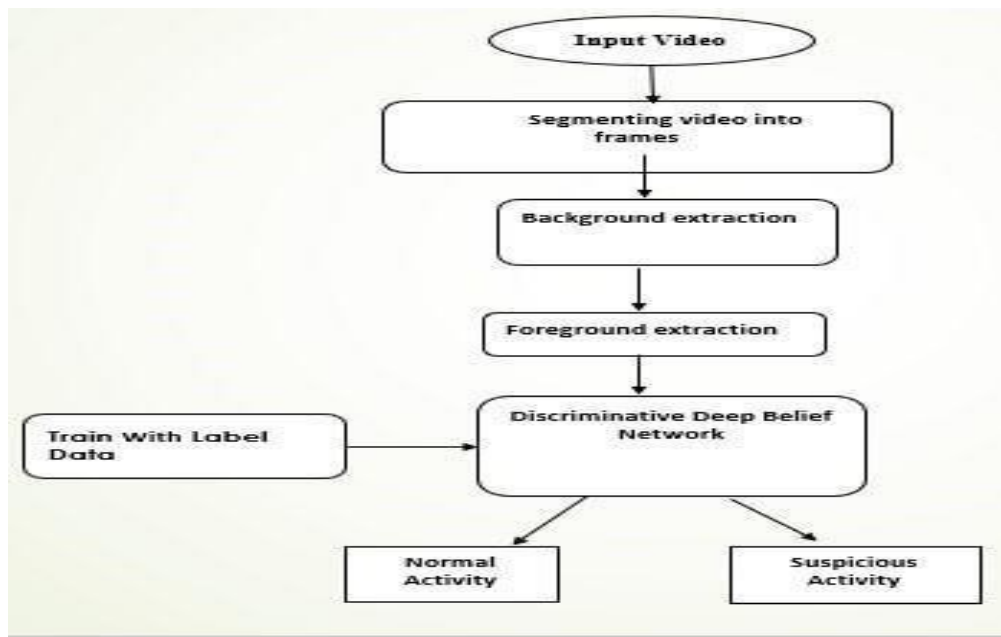 Input Video
Segmenting video into
frames
Background extraction
Foreground extraction
Discriminative Deep Belief
Network
Train With Label
Data
Normal
Activity
Suspicious
Activity